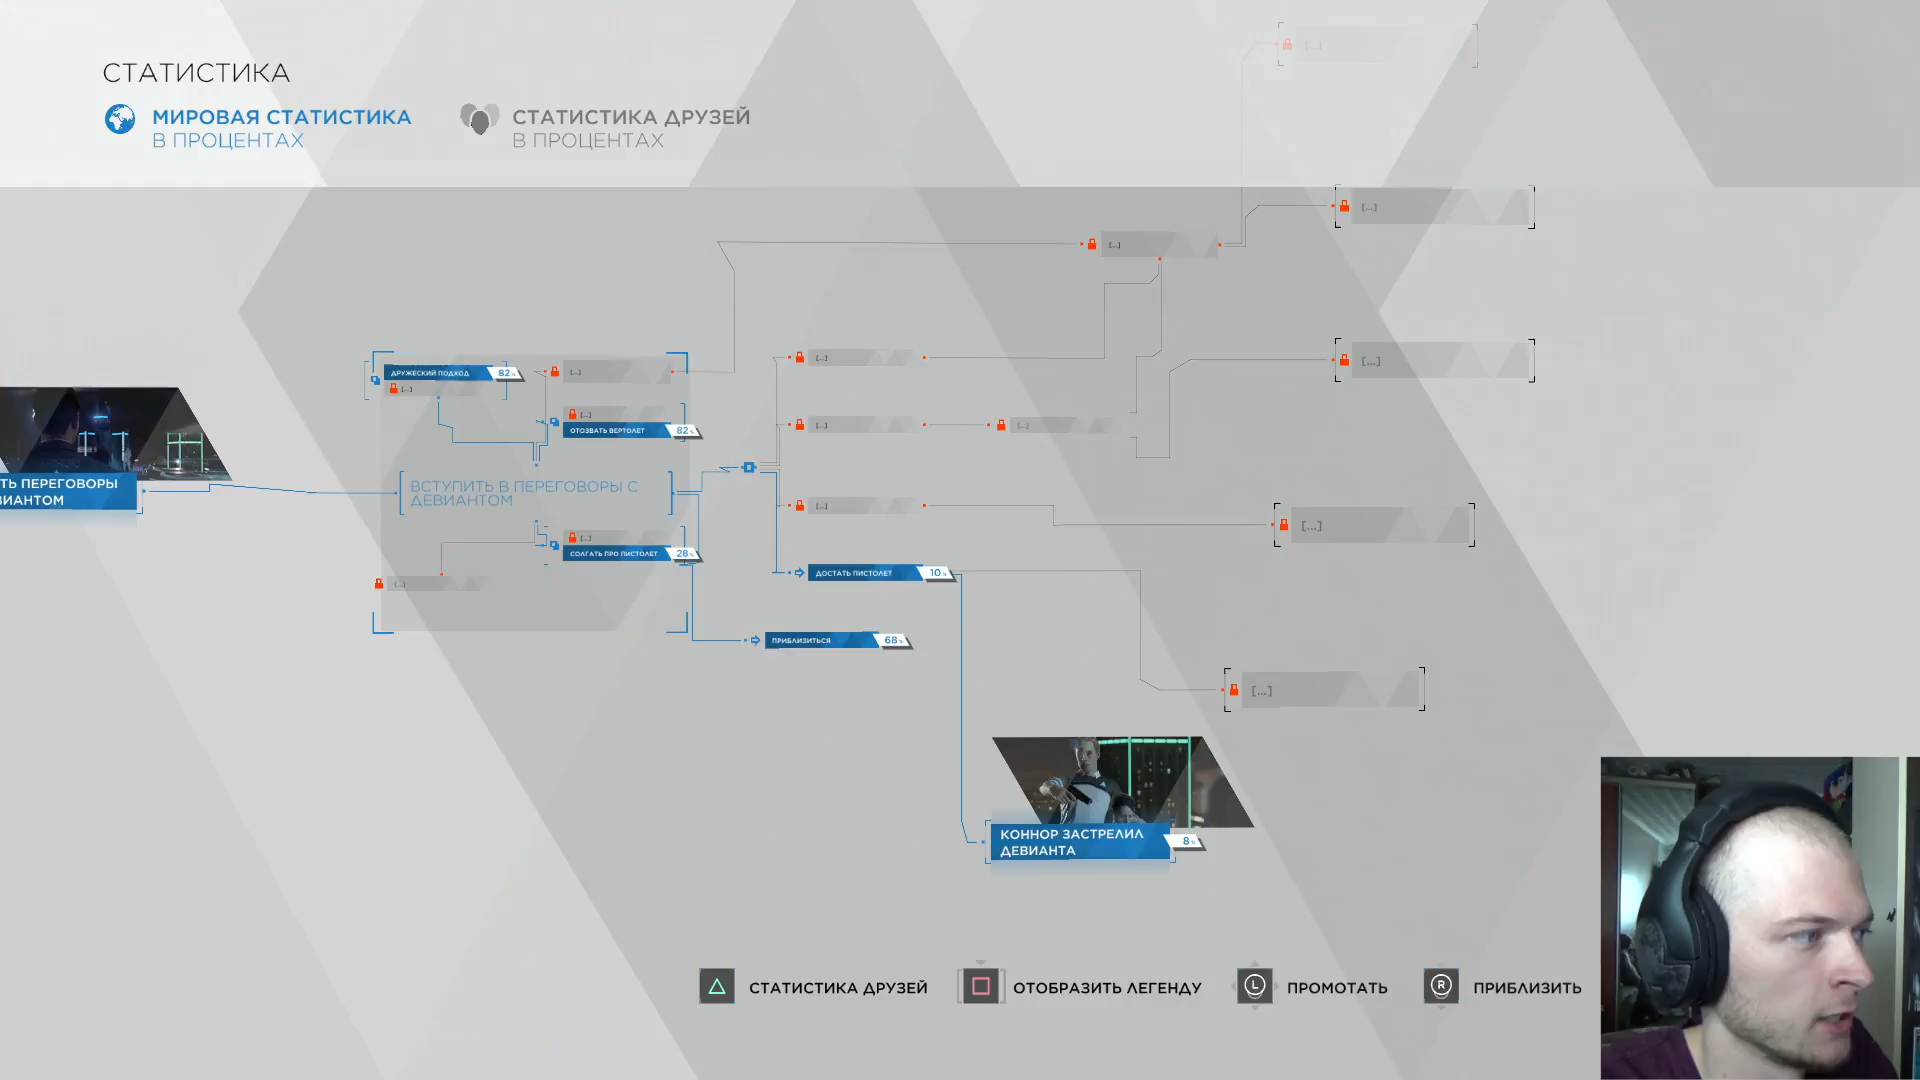 СТАТИСТИКА
МИРОВАЯ СТАТИСТИКА
В ПРОЦЕНТАХ
СТАТИСТИКА ДРУЗЕЙ
В ПРОЦЕНТАХ
[...]
[...]
[...]
[...]
[...]
ДРУЖЕСКИЙ ПОДХОД 82%
[...]
[...]
[...]
ОТОЗВАТЬ ВЕРТОЛЕТ 82%
[...]
[...]
ТЬ ПЕРЕГОВОРЫ
ВИАНТОМ
ВСТУПИТЬ В ПЕРЕГОВОРЫ С
ДЕВИАНТОМ
[...]
[...]
[...]
СОЛГАТЬ ПРО ПИСТОЛЕТ 28%
[...]
ДОСТАТЬ ПИСТОЛЕТ 10%
ПРИБЛИЗИТЬСЯ 68%
[...]
КОННОР ЗАСТРЕЛИЛ
ДЕВИАНТА
8%
СТАТИСТИКА ДРУЗЕЙ
ОТОБРАЗИТЬ ЛЕГЕНДУ
L ПРОМОТАТЬ
R ПРИБЛИЗИТЬ